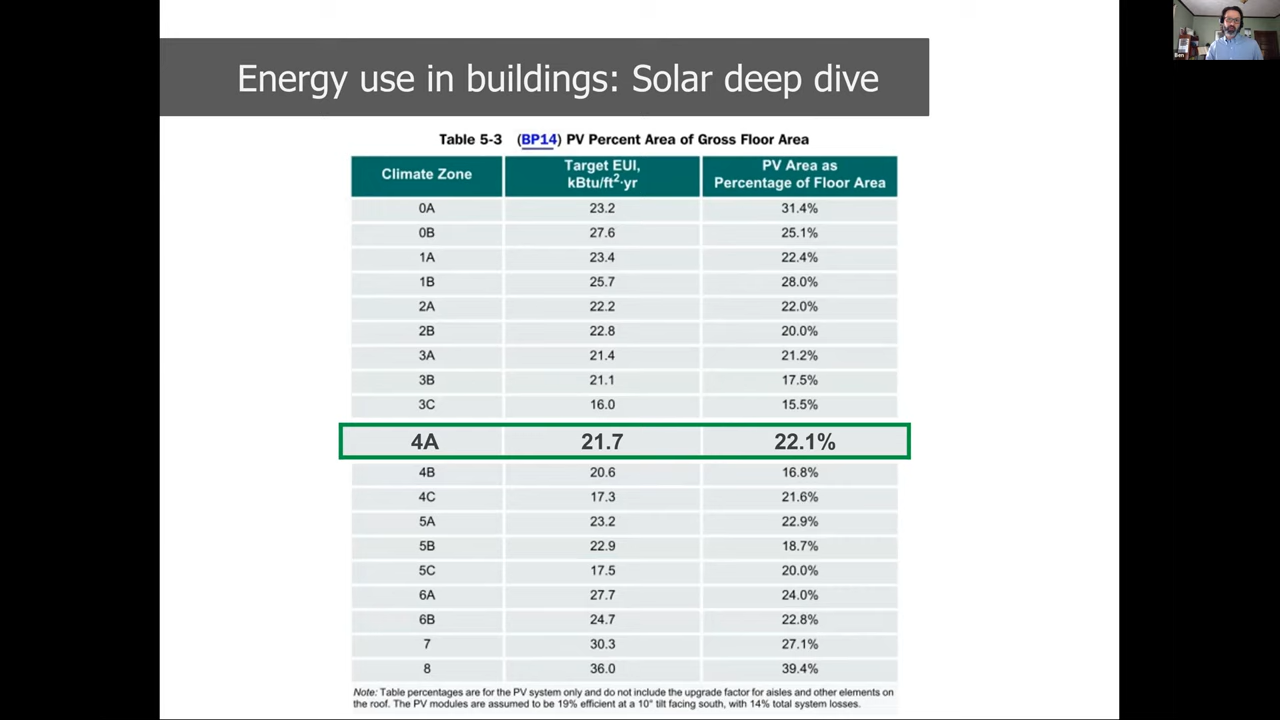 Energy use in buildings: Solar deep dive
Table 5-3 (BP14) PV Percent Area of Gross Floor Area
Climate Zone Target EUI, kBtu/ft²·yr PV Area as Percentage of Floor Area
0A 23.2 31.4%
0B 27.6 25.1%
1A 23.4 22.4%
1B 25.7 28.0%
2A 22.2 22.0%
2B 22.8 20.0%
3A 21.4 21.2%
3B 21.1 17.5%
3C 16.0 15.5%
4A 21.7 22.1%
4B 20.6 16.8%
4C 17.3 21.6%
5A 23.2 22.9%
5B 22.9 18.7%
5C 17.5 20.0%
6A 27.7 24.0%
6B 24.7 22.8%
7 30.3 27.1%
8 36.0 39.4%
Note: Table percentages are for the PV system only and do not include the upgrade factor for aisles and other elements on
the roof. The PV modules are assumed to be 19% efficient at a 10° tilt facing south, with 14% total system losses.
Ben